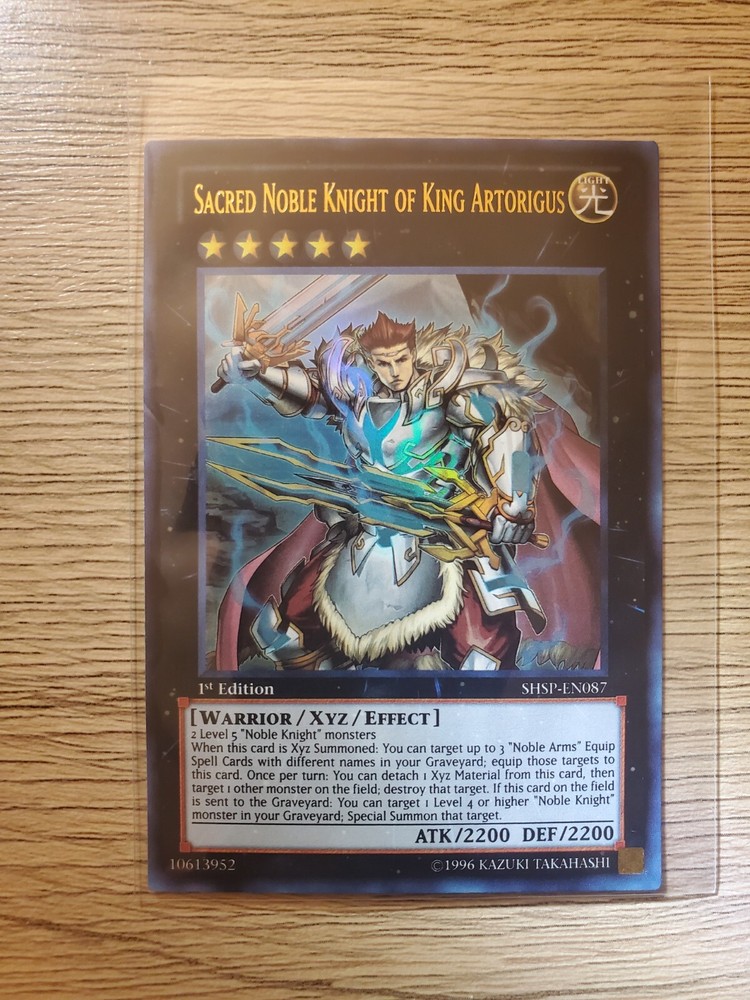 SACRED NOBLE KNIGHT OF KING ARTORIGUS
LIGHT
光
1st Edition
SHSP-EN087
[WARRIOR/XYZ/EFFECT]
2 Level 5 "Noble Knight" monsters
When this card is Xyz Summoned: You can target up to 3 "Noble Arms" Equip
Spell Cards with different names in your Graveyard; equip those targets to
this card. Once per turn: You can detach 1 Xyz Material from this card, then
target 1 other monster on the field; destroy that target. If this card on the field
is sent to the Graveyard: You can target 1 Level 4 or higher "Noble Knight"
monster in your Graveyard; Special Summon that target.
ATK/2200 DEF/2200
10613952
©1996 KAZUKI TAKAHASHI